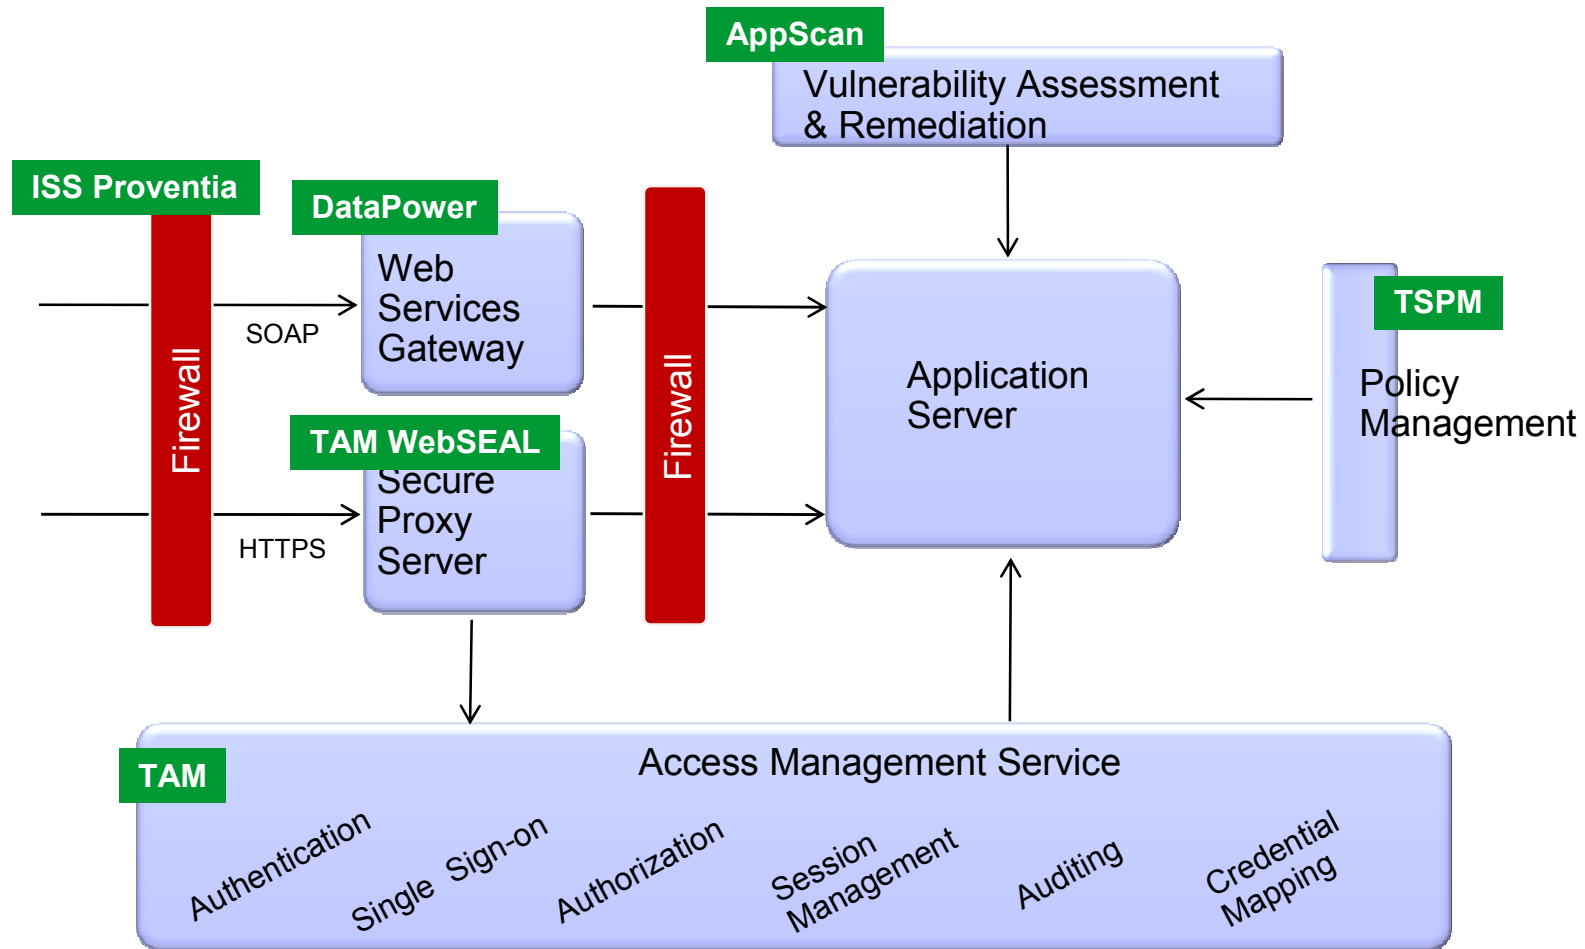 AppScan
Vulnerability Assessment
& Remediation
ISS Proventia
DataPower
Web
Services
Gateway
SOAP
Firewall
Firewall
TAM WebSEAL
Secure
Proxy
Server
HTTPS
Application
Server
TSPM
Policy
Management
TAM
Access Management Service
Authentication
Single Sign-on
Authorization
Session
Management
Auditing
Credential
Mapping